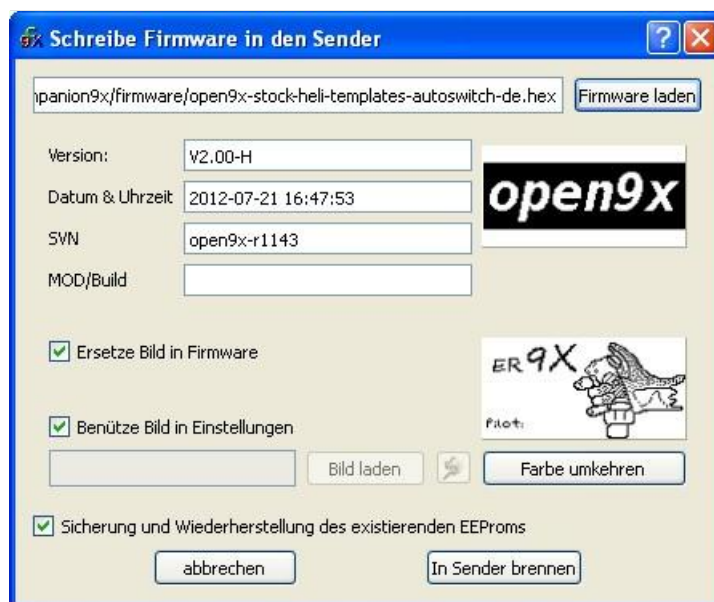 Schreibe Firmware in den Sender
npanion9x/firmware/open9x-stock-heli-templates-autoswitch-de.hex Firmware laden
Version: V2.00-H
Datum & Uhrzeit 2012-07-21 16:47:53
open9x
SVN open9x-r1143
MOD/Build
Ersetze Bild in Firmware
ER9X
Benütze Bild in Einstellungen
Pilot:
Bild laden Farbe umkehren
Sicherung und Wiederherstellung des existierenden EEProms
abbrechen In Sender brennen